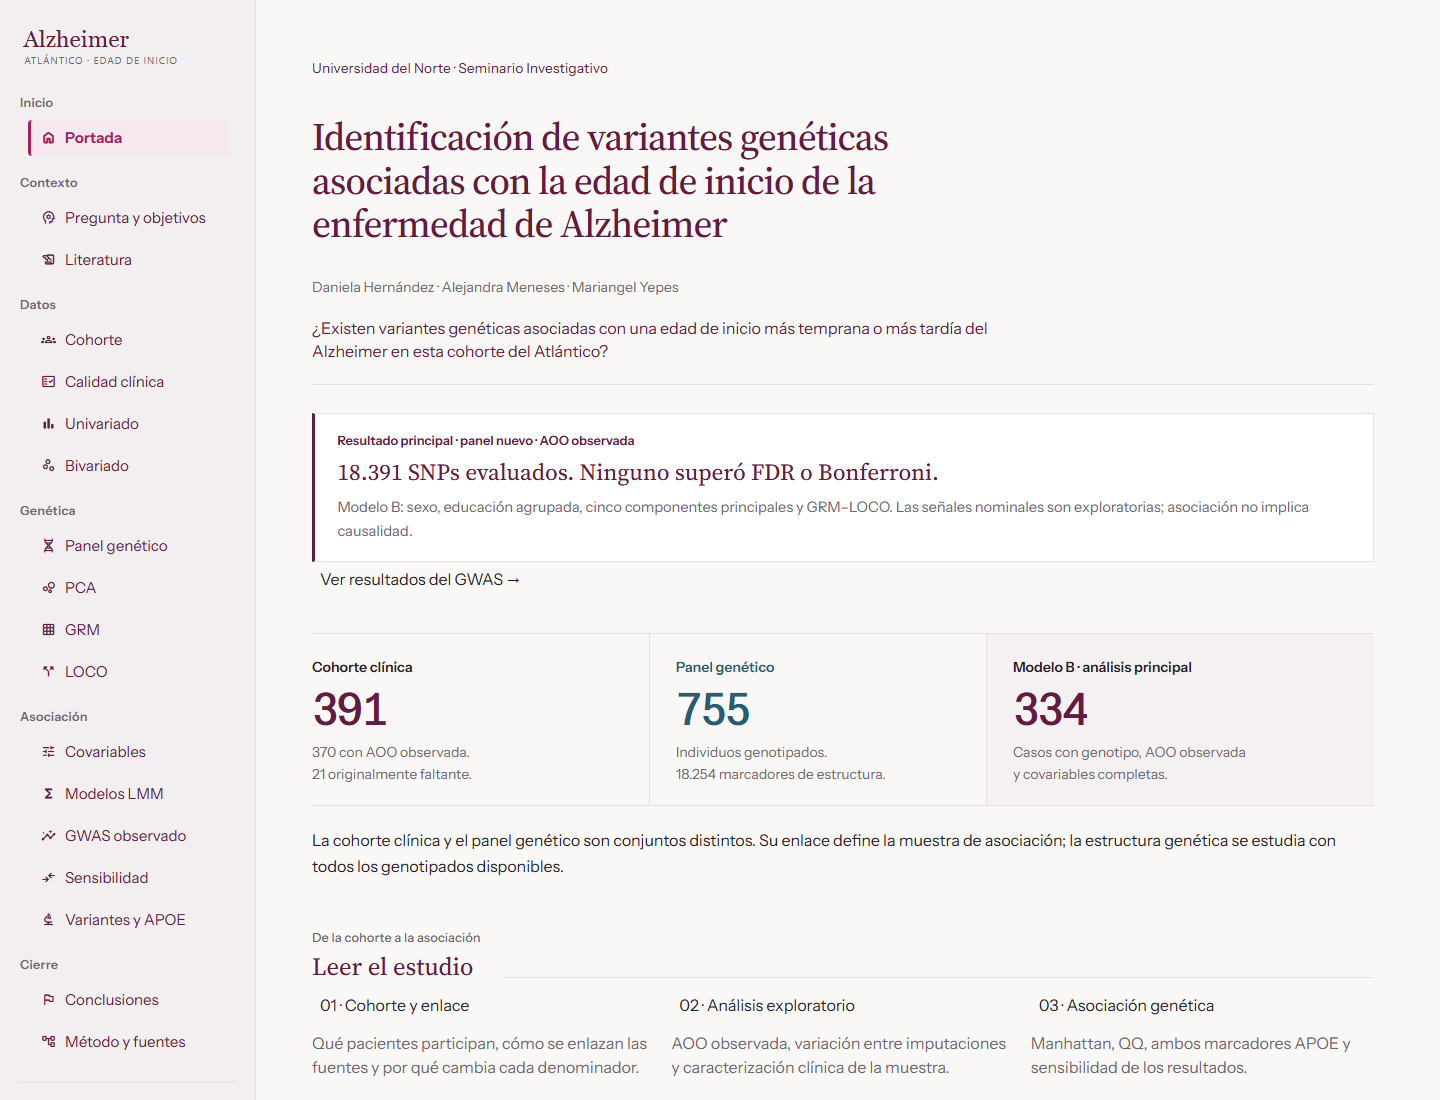 Alzheimer
ATLÁNTICO · EDAD DE INICIO
Inicio
Portada
Contexto
Pregunta y objetivos
Literatura
Datos
Cohorte
Calidad clínica
Univariado
Bivariado
Genética
Panel genético
PCA
GRM
LOCO
Asociación
Covariables
Modelos LMM
GWAS observado
Sensibilidad
Variantes y APOE
Cierre
Conclusiones
Método y fuentes
Universidad del Norte · Seminario Investigativo
Identificación de variantes genéticas
asociadas con la edad de inicio de la
enfermedad de Alzheimer
Daniela Hernández · Alejandra Meneses · Mariangel Yepes
¿Existen variantes genéticas asociadas con una edad de inicio más temprana o más tardía del
Alzheimer en esta cohorte del Atlántico?
Resultado principal · panel nuevo · AOO observada
18.391 SNPs evaluados. Ninguno superó FDR o Bonferroni.
Modelo B: sexo, educación agrupada, cinco componentes principales y GRM–LOCO. Las señales nominales son exploratorias; asociación no implica
causalidad.
Ver resultados del GWAS →
Cohorte clínica
391
370 con AOO observada.
21 originalmente faltante.
Panel genético
755
Individuos genotipados.
18.254 marcadores de estructura.
Modelo B · análisis principal
334
Casos con genotipo, AOO observada
y covariables completas.
La cohorte clínica y el panel genético son conjuntos distintos. Su enlace define la muestra de asociación; la estructura genética se estudia con
todos los genotipados disponibles.
De la cohorte a la asociación
Leer el estudio
01 · Cohorte y enlace
Qué pacientes participan, cómo se enlazan las
fuentes y por qué cambia cada denominador.
02 · Análisis exploratorio
AOO observada, variación entre imputaciones
y caracterización clínica de la muestra.
03 · Asociación genética
Manhattan, QQ, ambos marcadores APOE y
sensibilidad de los resultados.